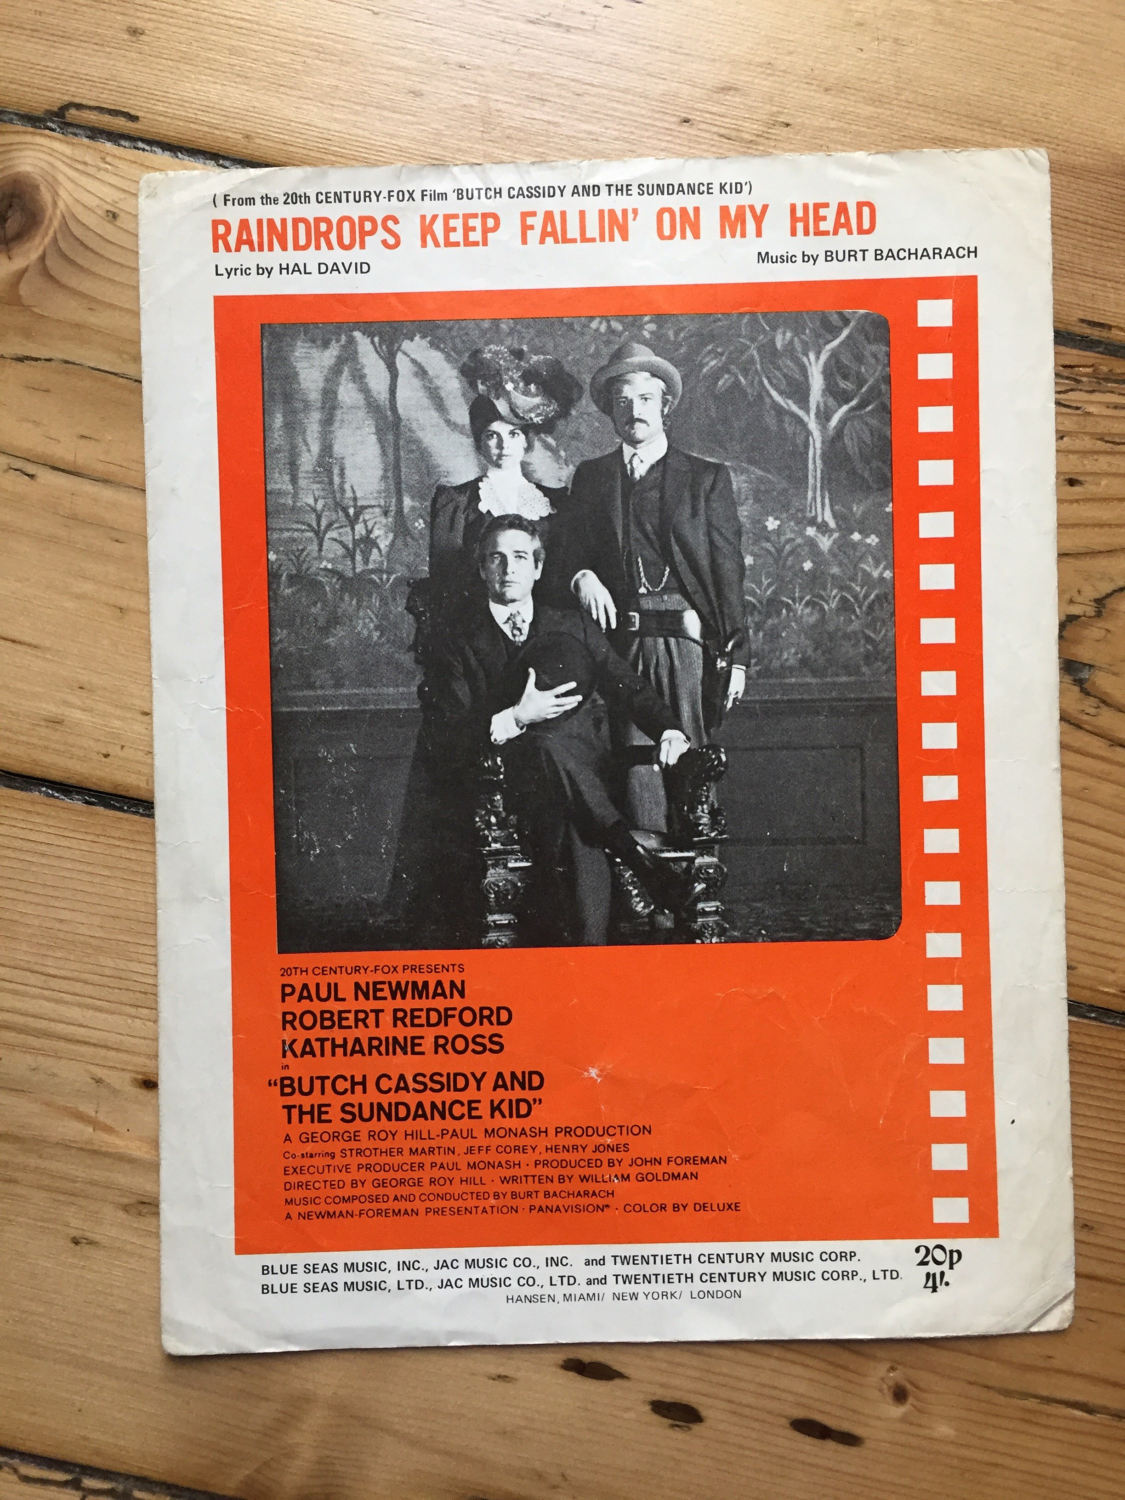 ( From the 20th CENTURY-FOX Film 'BUTCH CASSIDY AND THE SUNDANCE KID')
RAINDROPS KEEP FALLIN' ON MY HEAD
Lyric by HAL DAVID
Music by BURT BACHARACH
20TH CENTURY-FOX PRESENTS
PAUL NEWMAN
ROBERT REDFORD
KATHARINE ROSS
in
"BUTCH CASSIDY AND
THE SUNDANCE KID"
A GEORGE ROY HILL-PAUL MONASH PRODUCTION
Co-starring STROTHER MARTIN, JEFF COREY, HENRY JONES
EXECUTIVE PRODUCER PAUL MONASH · PRODUCED BY JOHN FOREMAN
DIRECTED BY GEORGE ROY HILL · WRITTEN BY WILLIAM GOLDMAN
MUSIC COMPOSED AND CONDUCTED BY BURT BACHARACH
A NEWMAN-FOREMAN PRESENTATION · PANAVISION® · COLOR BY DELUXE
BLUE SEAS MUSIC, INC., JAC MUSIC CO., INC. and TWENTIETH CENTURY MUSIC CORP.
BLUE SEAS MUSIC, LTD., JAC MUSIC CO., LTD. and TWENTIETH CENTURY MUSIC CORP., LTD.
HANSEN, MIAMI/ NEW YORK/ LONDON
20p
4/-